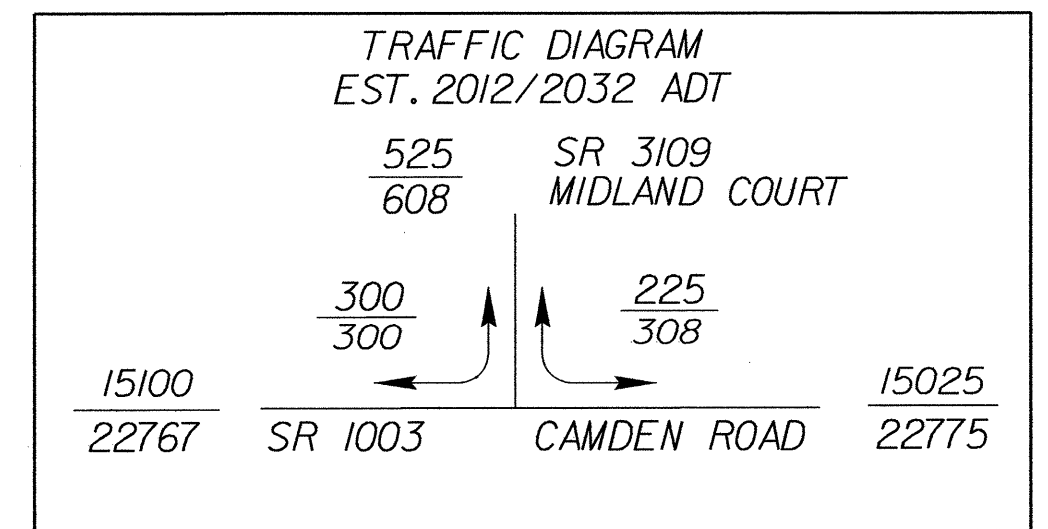 TRAFFIC DIAGRAM
EST. 2012/2032 ADT
525
608
SR 3109
MIDLAND COURT
300
300
225
308
15100
22767
SR 1003
CAMDEN ROAD
15025
22775